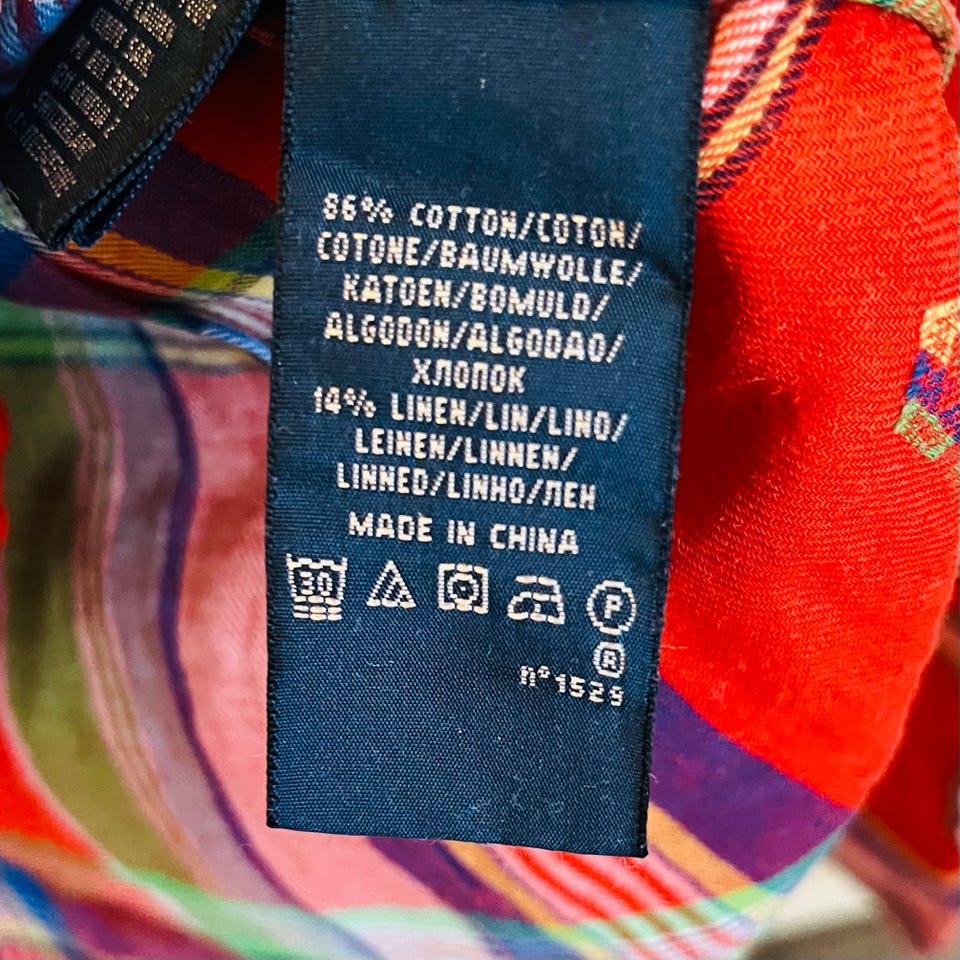 86% COTTON/COTON/
COTONE/BAUMWOLLE/
KATOEN/BOMULD/
ALGODON/ALGODAO/
ХЛОПОК
14% LINEN/LIN/LINO/
LEINEN/LINNEN/
LINNED/LINHO/ЛЕН
MADE IN CHINA
30 P
R
n°1529